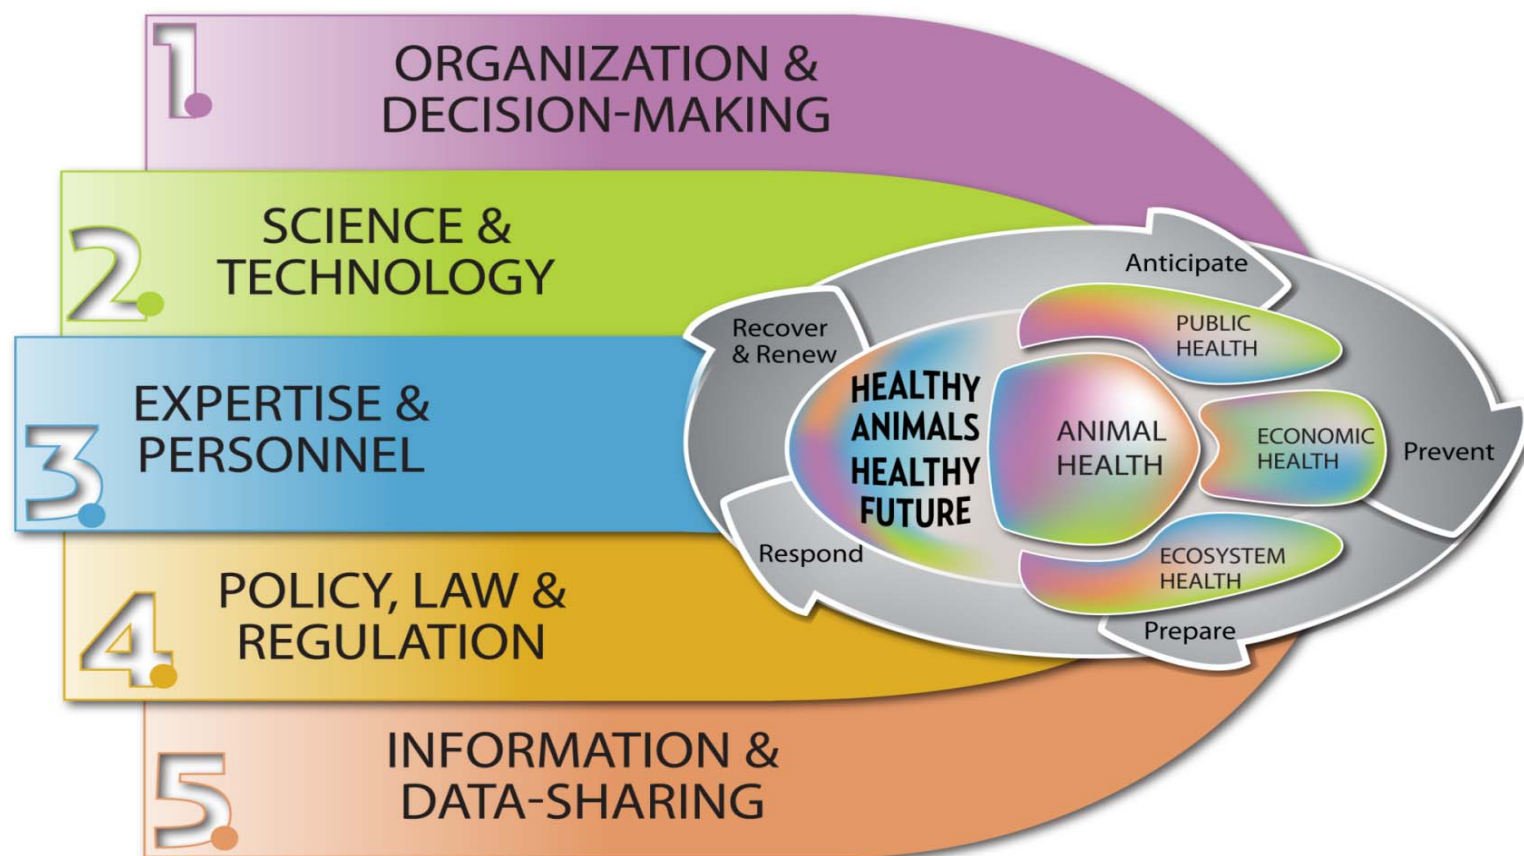 1.
ORGANIZATION &
DECISION-MAKING
2.
SCIENCE &
TECHNOLOGY
3.
EXPERTISE &
PERSONNEL
4.
POLICY, LAW &
REGULATION
5.
INFORMATION &
DATA-SHARING
Anticipate
Prevent
Prepare
Respond
Recover
& Renew
HEALTHY
ANIMALS
HEALTHY
FUTURE
ANIMAL
HEALTH
PUBLIC
HEALTH
ECONOMIC
HEALTH
ECOSYSTEM
HEALTH